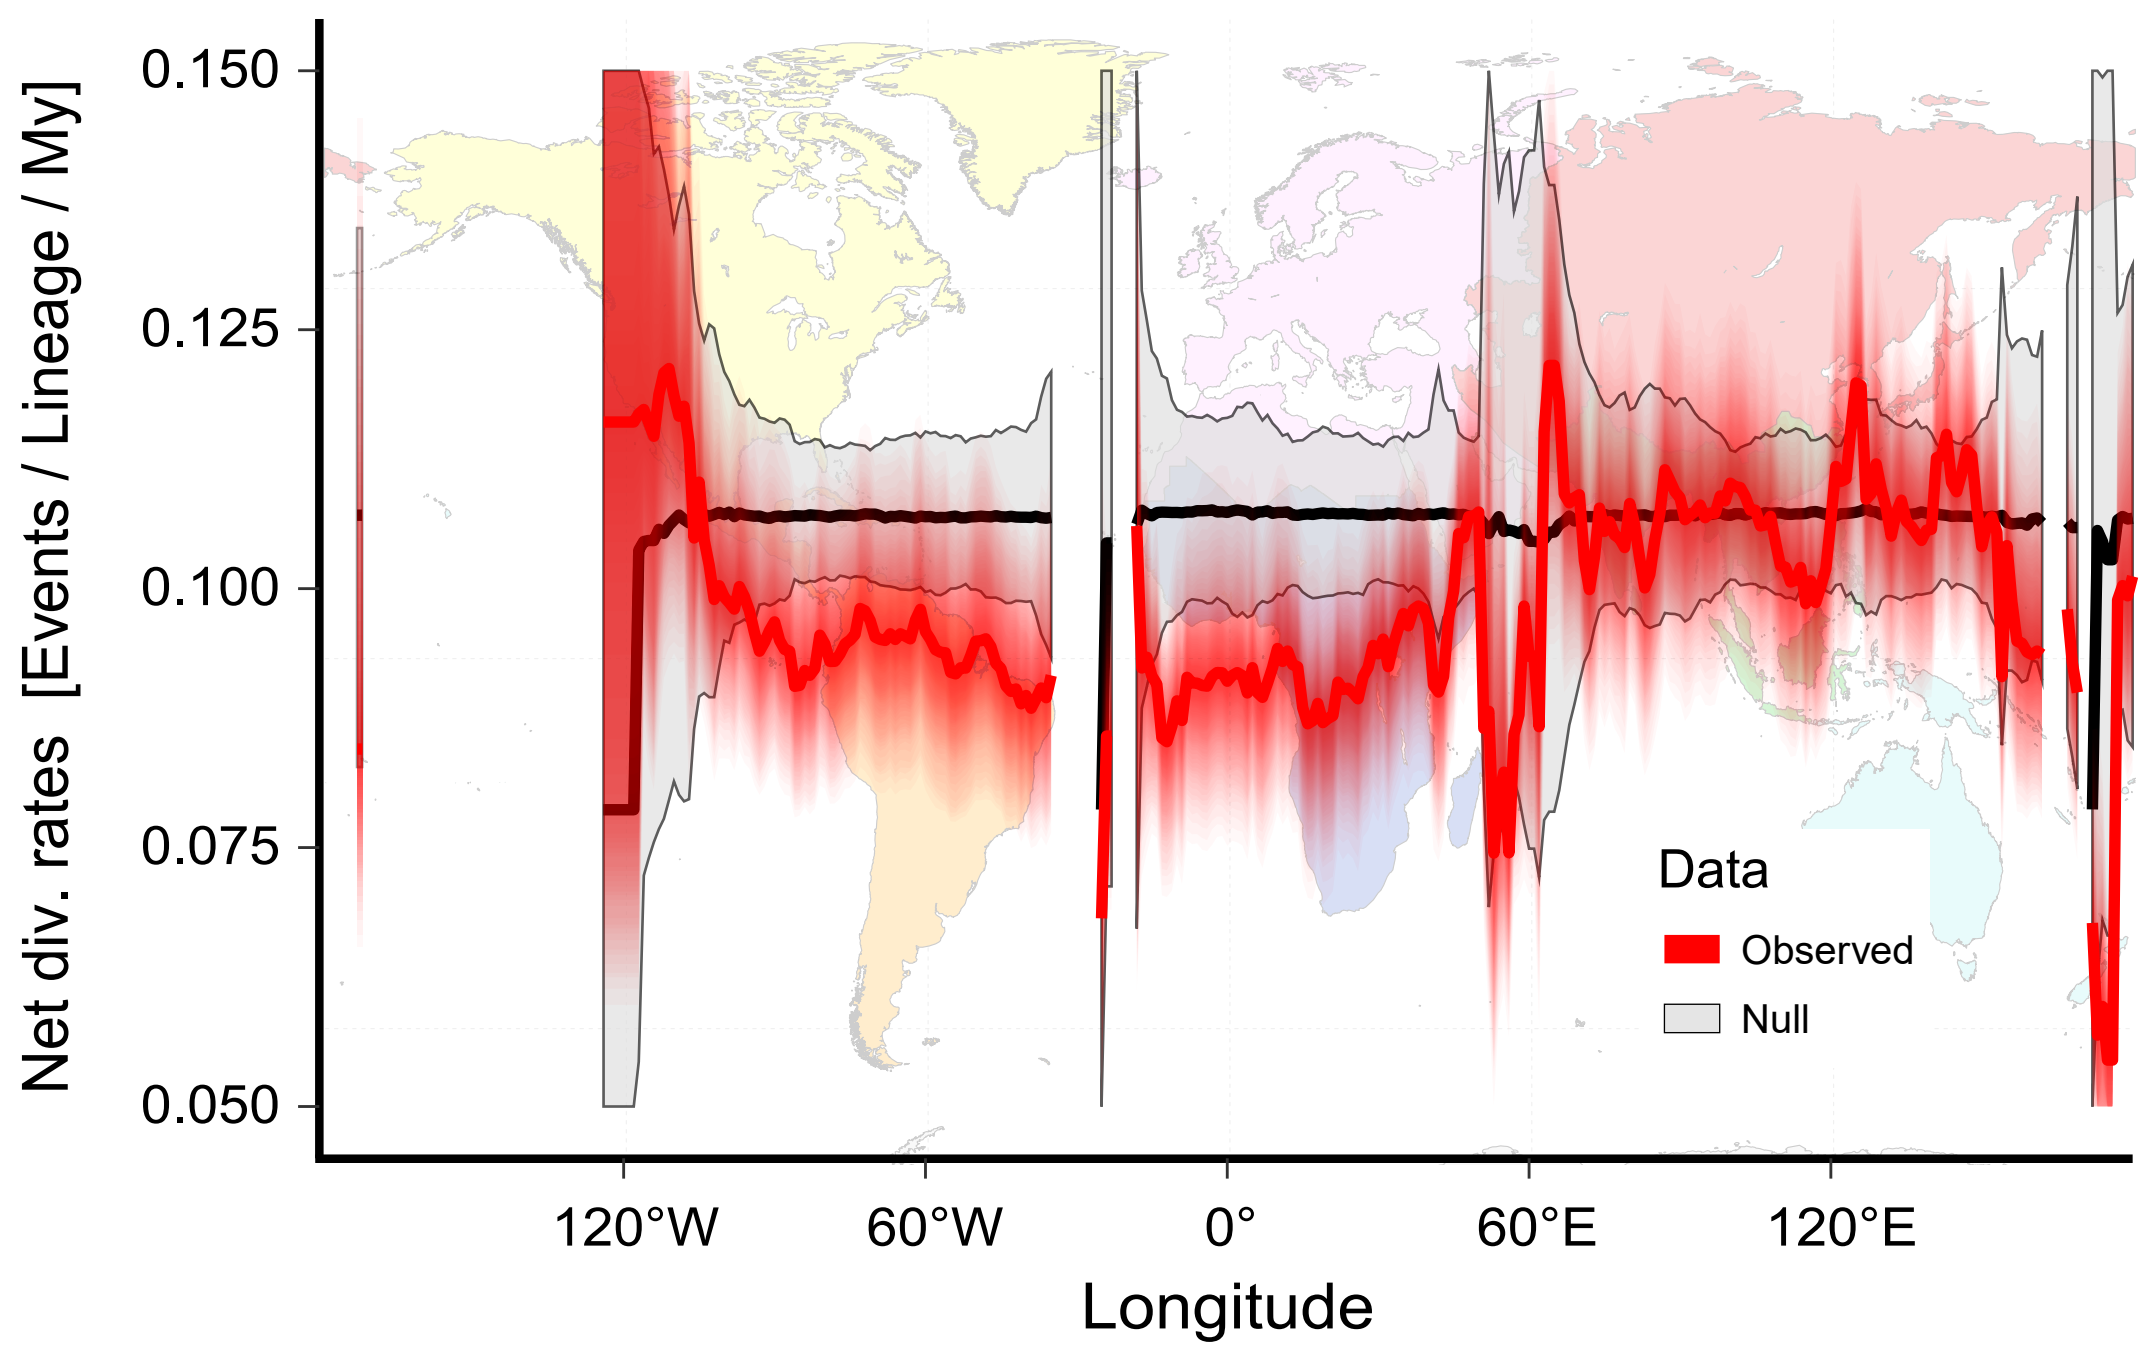 Net div. rates [Events / Lineage / My]
0.150
0.125
0.100
0.075
0.050
Data
Observed
Null
120°W
60°W
0°
60°E
120°E
Longitude